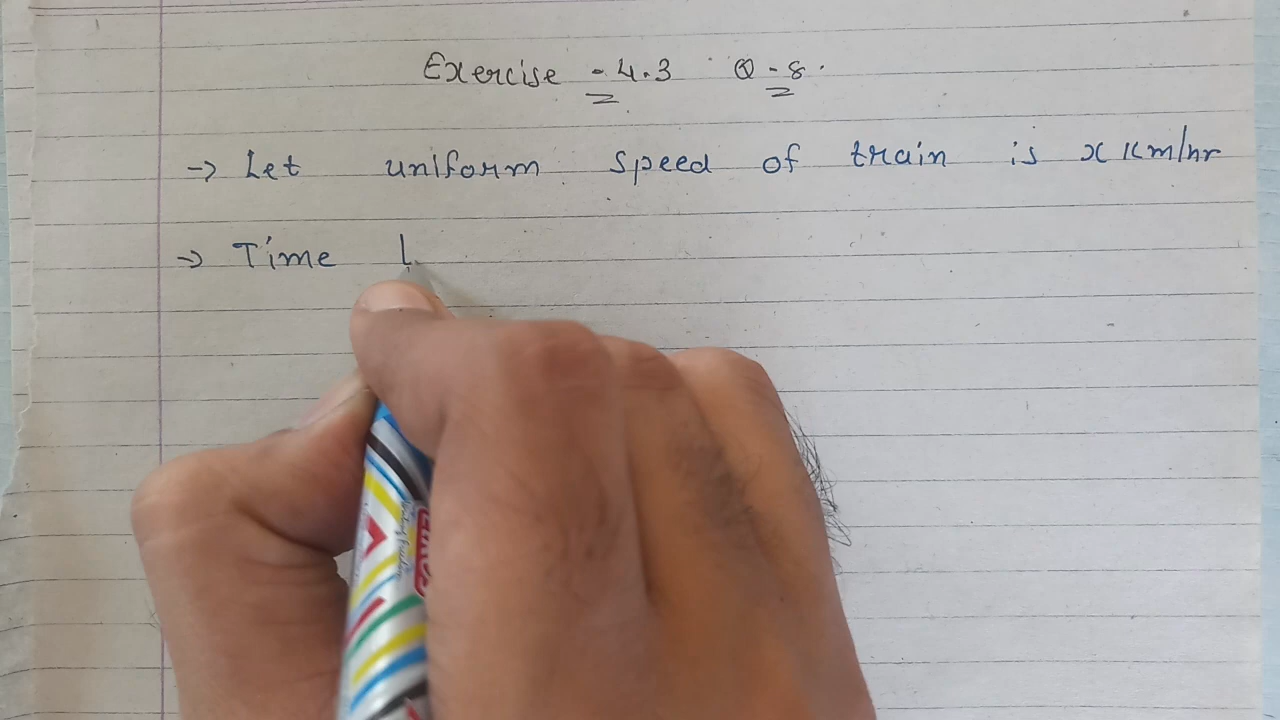 Exercise - 4.3 Q - 8.
→ Let uniform speed of train is x Km/hr
→ Time